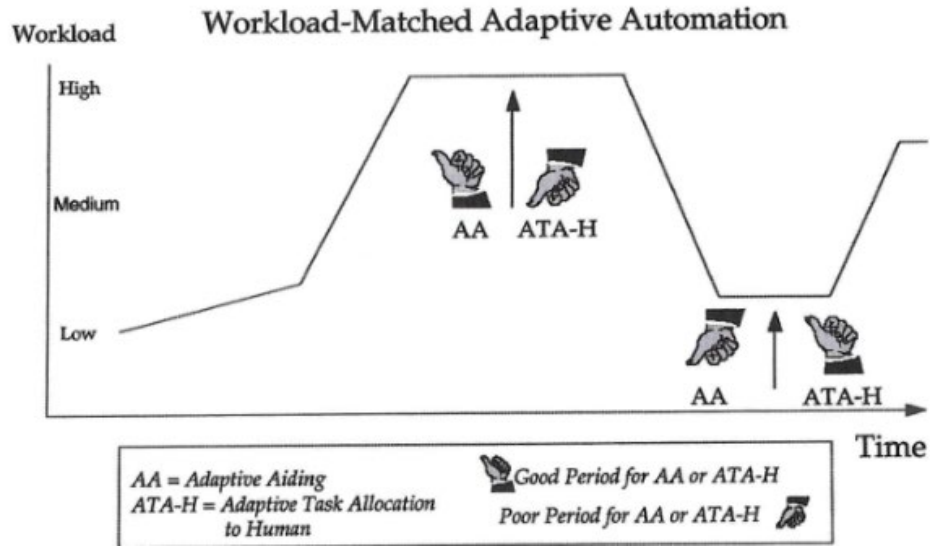 Workload-Matched Adaptive Automation
Workload
High
Medium
Low
AA ATA-H
AA ATA-H
Time
AA = Adaptive Aiding
ATA-H = Adaptive Task Allocation
to Human
Good Period for AA or ATA-H
Poor Period for AA or ATA-H